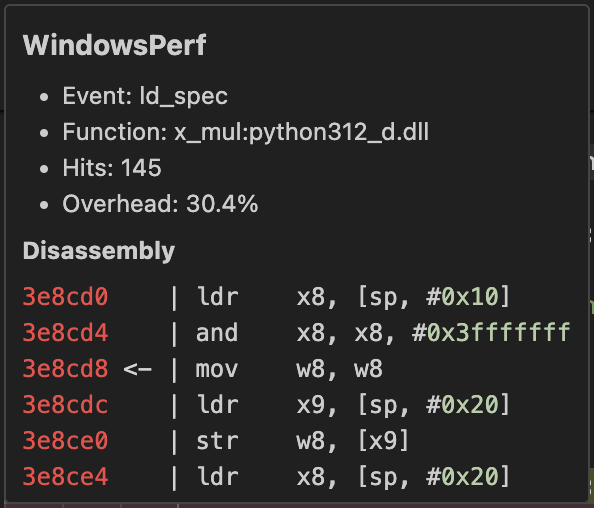 WindowsPerf
• Event: ld_spec
• Function: x_mul:python312_d.dll
• Hits: 145
• Overhead: 30.4%
Disassembly
3e8cd0    | ldr    x8, [sp, #0x10]
3e8cd4    | and    x8, x8, #0x3fffffff
3e8cd8 <– | mov    w8, w8
3e8cdc    | ldr    x9, [sp, #0x20]
3e8ce0    | str    w8, [x9]
3e8ce4    | ldr    x8, [sp, #0x20]